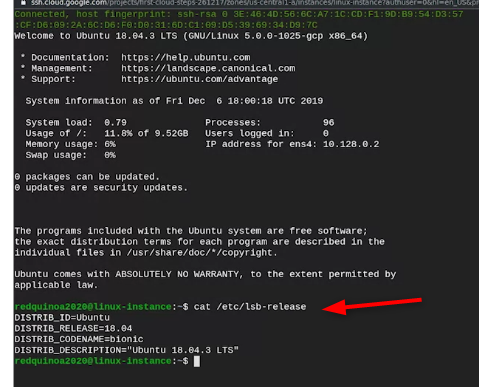 ssh.cloud.google.com/projects/first-cloud-steps-261217/zones/us-central1-a/instances/linux-instance?authuser=0&hl=en_US&pr
Connected, host fingerprint: ssh-rsa 0 3E:46:4D:56:6C:A7:1C:CD:F1:9D:B9:54:D3:57
:CF:D6:89:2A:6C:D6:F0:D0:31:6D:C1:09:D5:39:69:34:D9:7C
Welcome to Ubuntu 18.04.3 LTS (GNU/Linux 5.0.0-1025-gcp x86_64)
* Documentation: https://help.ubuntu.com
* Management: https://landscape.canonical.com
* Support: https://ubuntu.com/advantage
System information as of Fri Dec 6 18:00:18 UTC 2019
System load: 0.79 Processes: 96
Usage of /: 11.8% of 9.52GB Users logged in: 0
Memory usage: 6% IP address for ens4: 10.128.0.2
Swap usage: 0%
0 packages can be updated.
0 updates are security updates.
The programs included with the Ubuntu system are free software;
the exact distribution terms for each program are described in the
individual files in /usr/share/doc/*/copyright.
Ubuntu comes with ABSOLUTELY NO WARRANTY, to the extent permitted by
applicable law.
redquinoa2020@linux-instance:~$ cat /etc/lsb-release
DISTRIB_ID=Ubuntu
DISTRIB_RELEASE=18.04
DISTRIB_CODENAME=bionic
DISTRIB_DESCRIPTION="Ubuntu 18.04.3 LTS"
redquinoa2020@linux-instance:~$